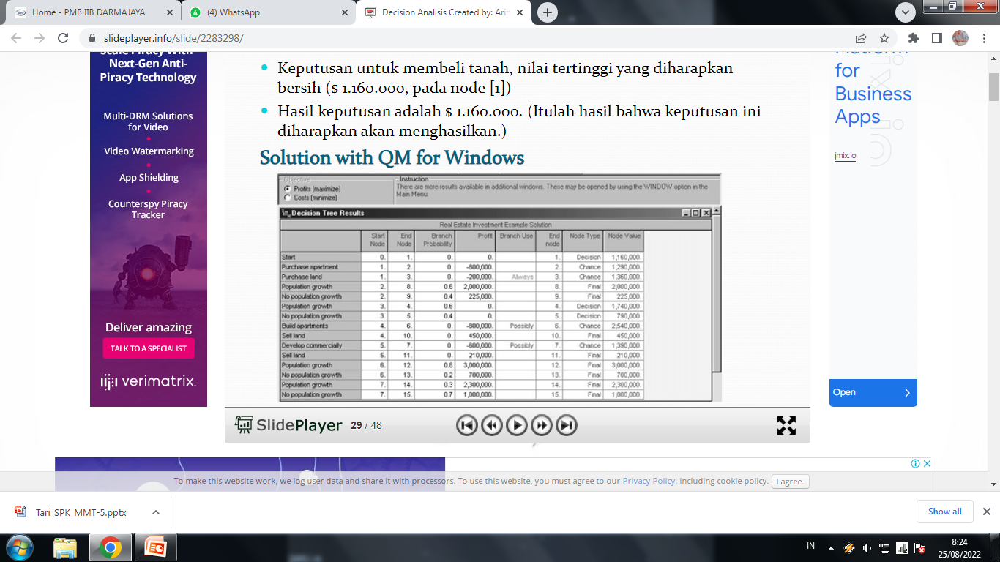 Home - PMB IIB DARMAJAYA
(4) WhatsApp
Decision Analisis Created by: Arin
slideplayer.info/slide/2283298/
Next-Gen Anti-
Piracy Technology
Multi-DRM Solutions
for Video
Video Watermarking
App Shielding
Counterspy Piracy
Tracker
Deliver amazing
TALK TO A SPECIALIST
verimatrix.
• Keputusan untuk membeli tanah, nilai tertinggi yang diharapkan
bersih ($ 1.160.000, pada node [1])
• Hasil keputusan adalah $ 1.160.000. (Itulah hasil bahwa keputusan ini
diharapkan akan menghasilkan.)
Solution with QM for Windows
Objective
Profits (maximize)
Costs (minimize)
Instruction
There are more results available in additional windows. These may be opened by using the WINDOW option in the
Main Menu.
Decision Tree Results
Real Estate Investment Example Solution
Start Node End Node Branch Probability Profit Branch Use End node Node Type Node Value
Start 0. 1. 0. 0. 1. Decision 1,160,000.
Purchase apartment 1. 2. 0. -800,000. 2. Chance 1,290,000.
Purchase land 1. 3. 0. -200,000. Always 3. Chance 1,360,000.
Population growth 2. 8. 0.6 2,000,000. 8. Final 2,000,000.
No population growth 2. 9. 0.4 225,000. 9. Final 225,000.
Population growth 3. 4. 0.6 0. 4. Decision 1,740,000.
No population growth 3. 5. 0.4 0. 5. Decision 790,000.
Build apartments 4. 6. 0. -800,000. Possibly 6. Chance 2,540,000.
Sell land 4. 10. 0. 450,000. 10. Final 450,000.
Develop commercially 5. 7. 0. -600,000. Possibly 7. Chance 1,390,000.
Sell land 5. 11. 0. 210,000. 11. Final 210,000.
Population growth 6. 12. 0.8 3,000,000. 12. Final 3,000,000.
No population growth 6. 13. 0.2 700,000. 13. Final 700,000.
Population growth 7. 14. 0.3 2,300,000. 14. Final 2,300,000.
No population growth 7. 15. 0.7 1,000,000. 15. Final 1,000,000.
SlidePlayer 29 / 48
for
Business
Apps
jmix.io
Open
To make this website work, we log user data and share it with processors. To use this website, you must agree to our Privacy Policy, including cookie policy. I agree.
Tari_SPK_MMT-5.pptx
Show all
IN
8:24
25/08/2022